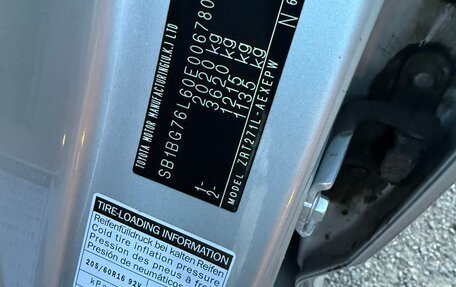 TOYOTA MOTOR MANUFACTURING(U.K.) LTD
SB1BG76L60E006780
2020 kg
3620 kg
1- 1215 kg
2- 1135 kg
MODEL ZRT271L-AEXEPW
N
TIRE-LOADING INFORMATION
Reifenfülldruck bei kalten Reifen
Cold tire inflation pressure
Pression des pneus à
Presión de neumáticos
205/60R16 92V